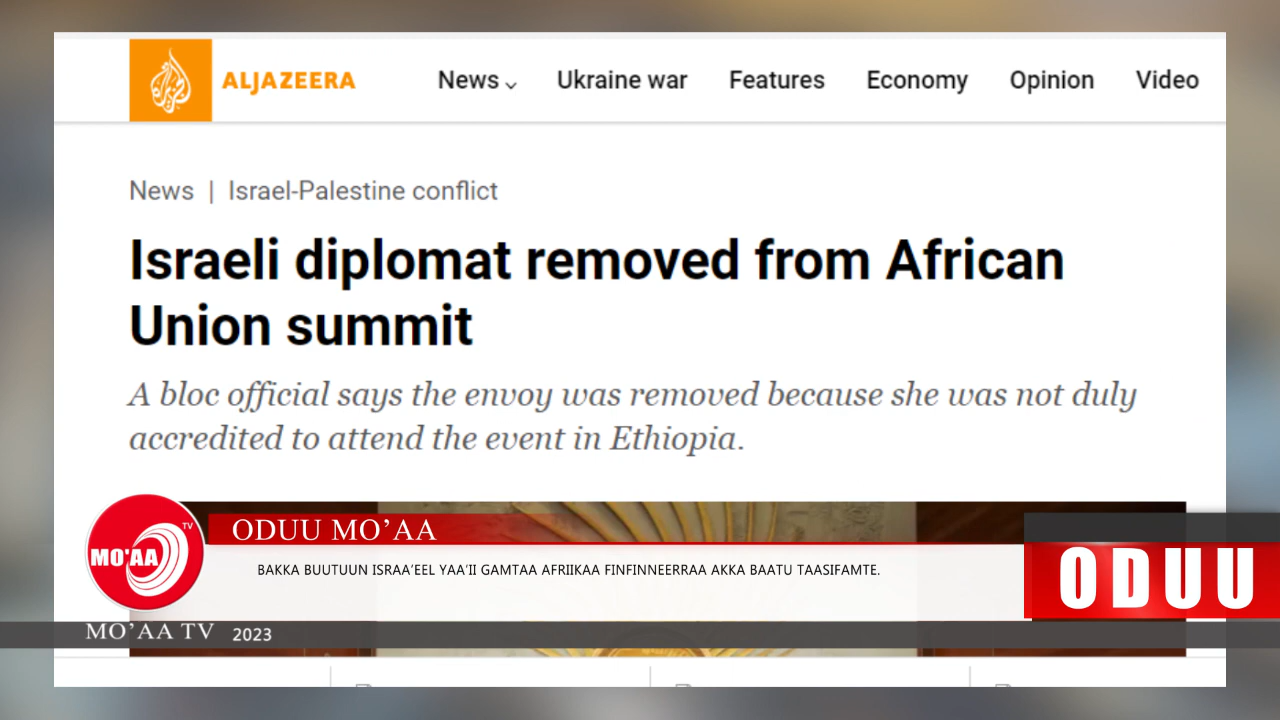 ALJAZEERA
News Ukraine war Features Economy Opinion Video
News | Israel-Palestine conflict
Israeli diplomat removed from African
Union summit
A bloc official says the envoy was removed because she was not duly
accredited to attend the event in Ethiopia.
TV
MO'AA
ODUU MO'AA
BAKKA BUUTUUN ISRAA'EEL YAA'II GAMTAA AFRIIKAA FINFINNEERRAA AKKA BAATU TAASIFAMTE.
ODUU
MO'AA TV 2023